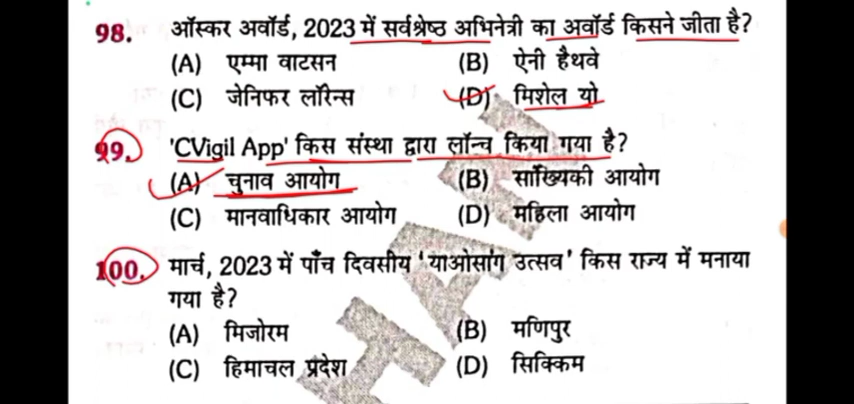 98. ऑस्कर अवॉर्ड, 2023 में सर्वश्रेष्ठ अभिनेत्री का अवॉर्ड किसने जीता है?
(A) एम्मा वाटसन (B) ऐनी हैथवे
(C) जेनिफर लॉरेन्स (D) मिशेल यो
99. 'CVigil App' किस संस्था द्वारा लॉन्च किया गया है?
(A) चुनाव आयोग (B) साँख्यिकी आयोग
(C) मानवाधिकार आयोग (D) महिला आयोग
100. मार्च, 2023 में पाँच दिवसीय 'याओसांग उत्सव' किस राज्य में मनाया
गया है?
(A) मिजोरम (B) मणिपुर
(C) हिमाचल प्रदेश (D) सिक्किम